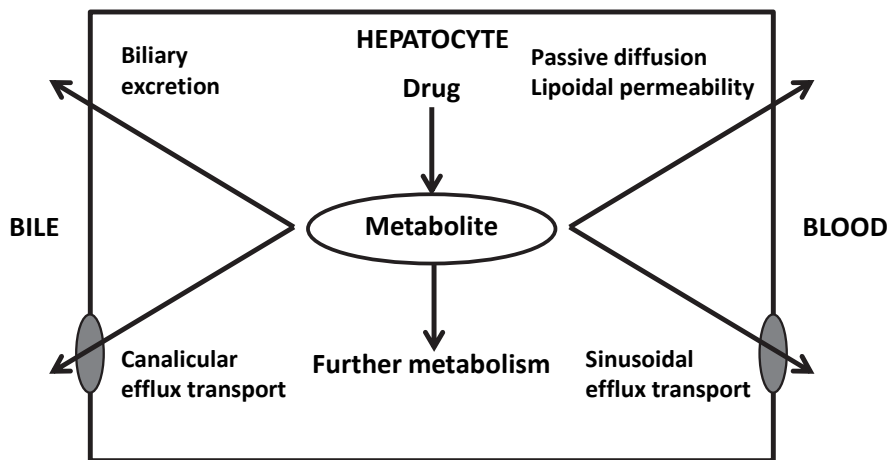 HEPATOCYTE
Biliary
excretion
Passive diffusion
Lipoidal permeability
Drug
BILE
Metabolite
BLOOD
Canalicular
efflux transport
Further metabolism
Sinusoidal
efflux transport